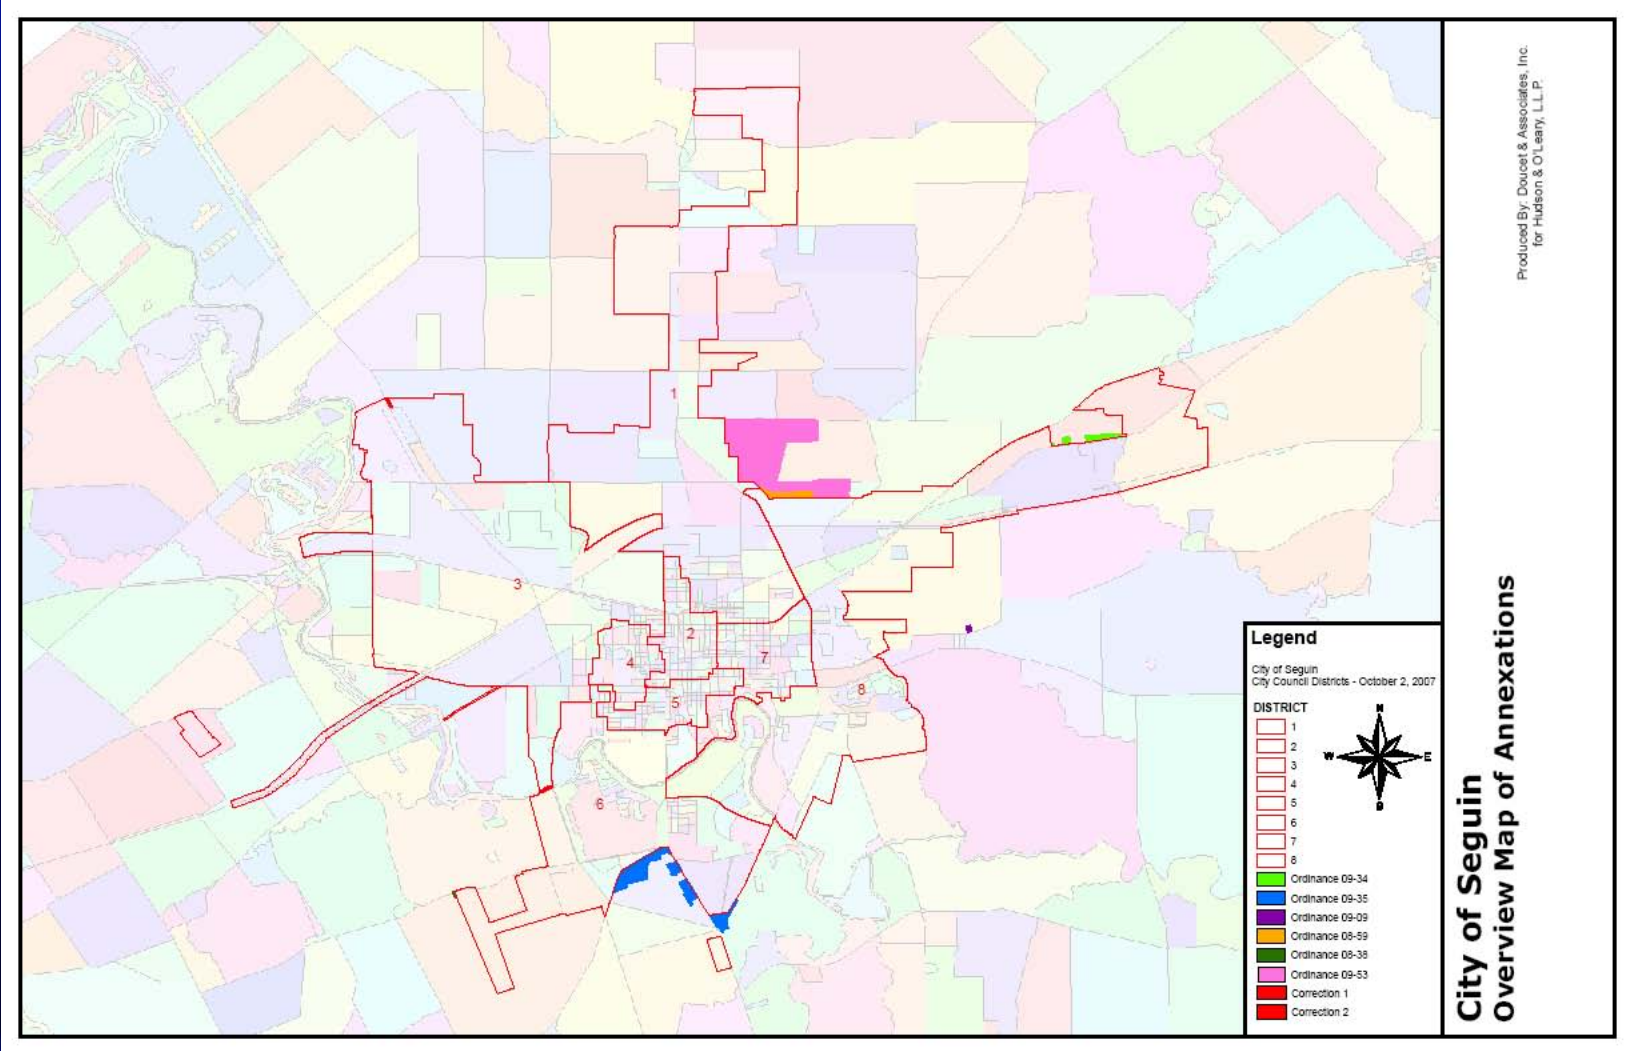 Produced By: Doucet & Associates, Inc.
for Hudson & O'Leary, L.L.P.
City of Seguin
Overview Map of Annexations
1
3
2
4
7
5
8
6
Legend
City of Seguin
City Council Districts - October 2, 2007
DISTRICT
1
2
3
4
5
6
7
8
Ordinance 09-34
Ordinance 09-35
Ordinance 09-09
Ordinance 08-59
Ordinance 08-38
Ordinance 09-53
Correction 1
Correction 2
N
W
E
S